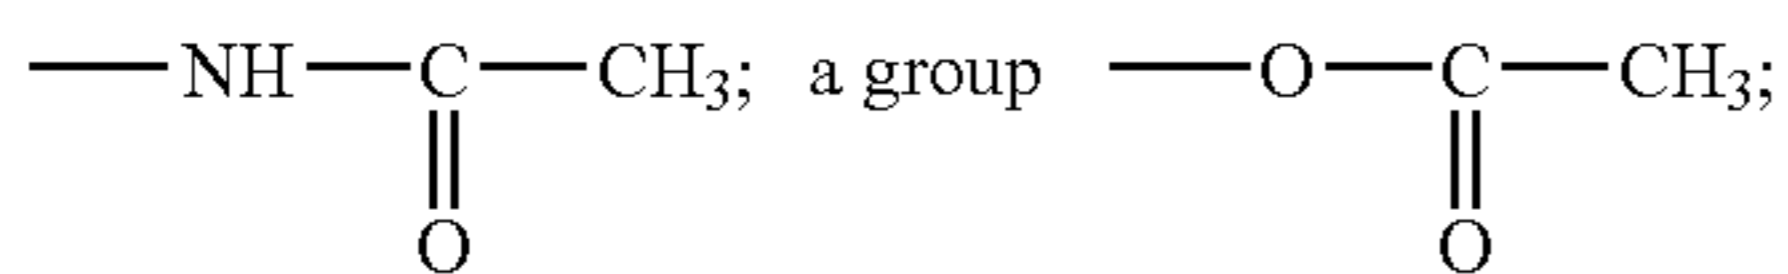 —NH—C—CH₃; a group —O—C—CH₃;
O O